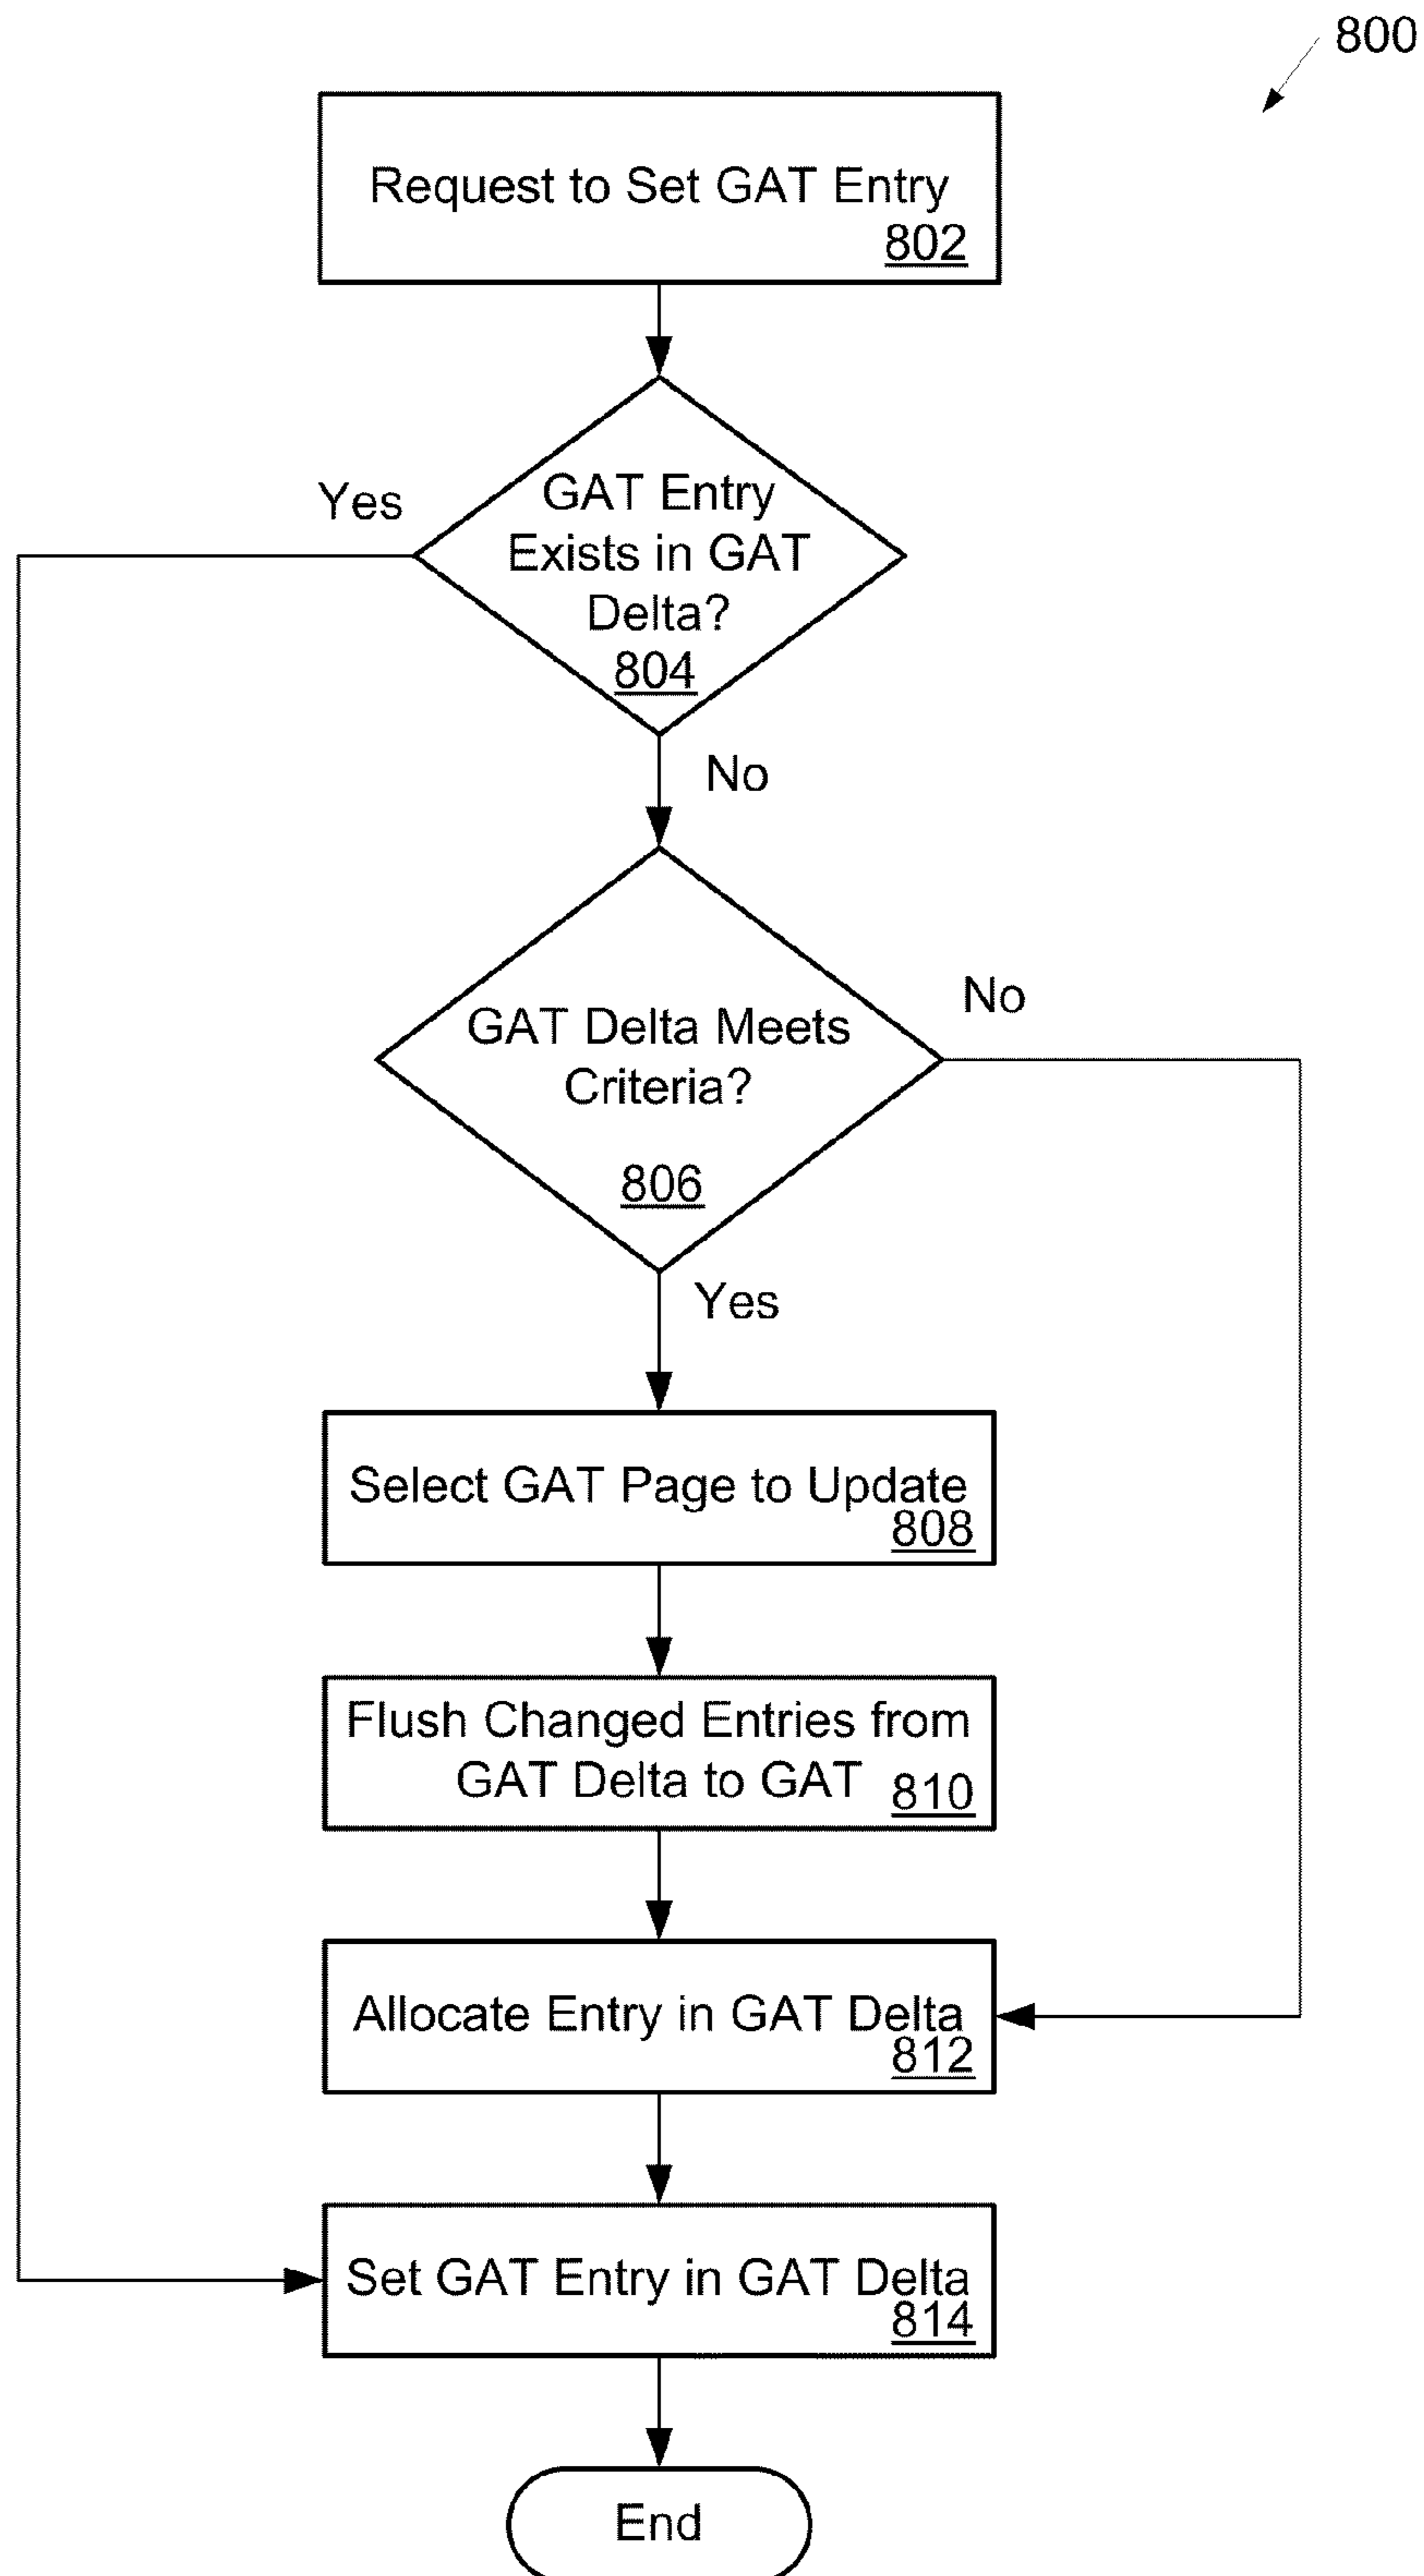 800
Request to Set GAT Entry
802
Yes
GAT Entry
Exists in GAT
Delta?
804
No
No
GAT Delta Meets
Criteria?
806
Yes
Select GAT Page to Update
808
Flush Changed Entries from
GAT Delta to GAT 810
Allocate Entry in GAT Delta
812
Set GAT Entry in GAT Delta
814
End